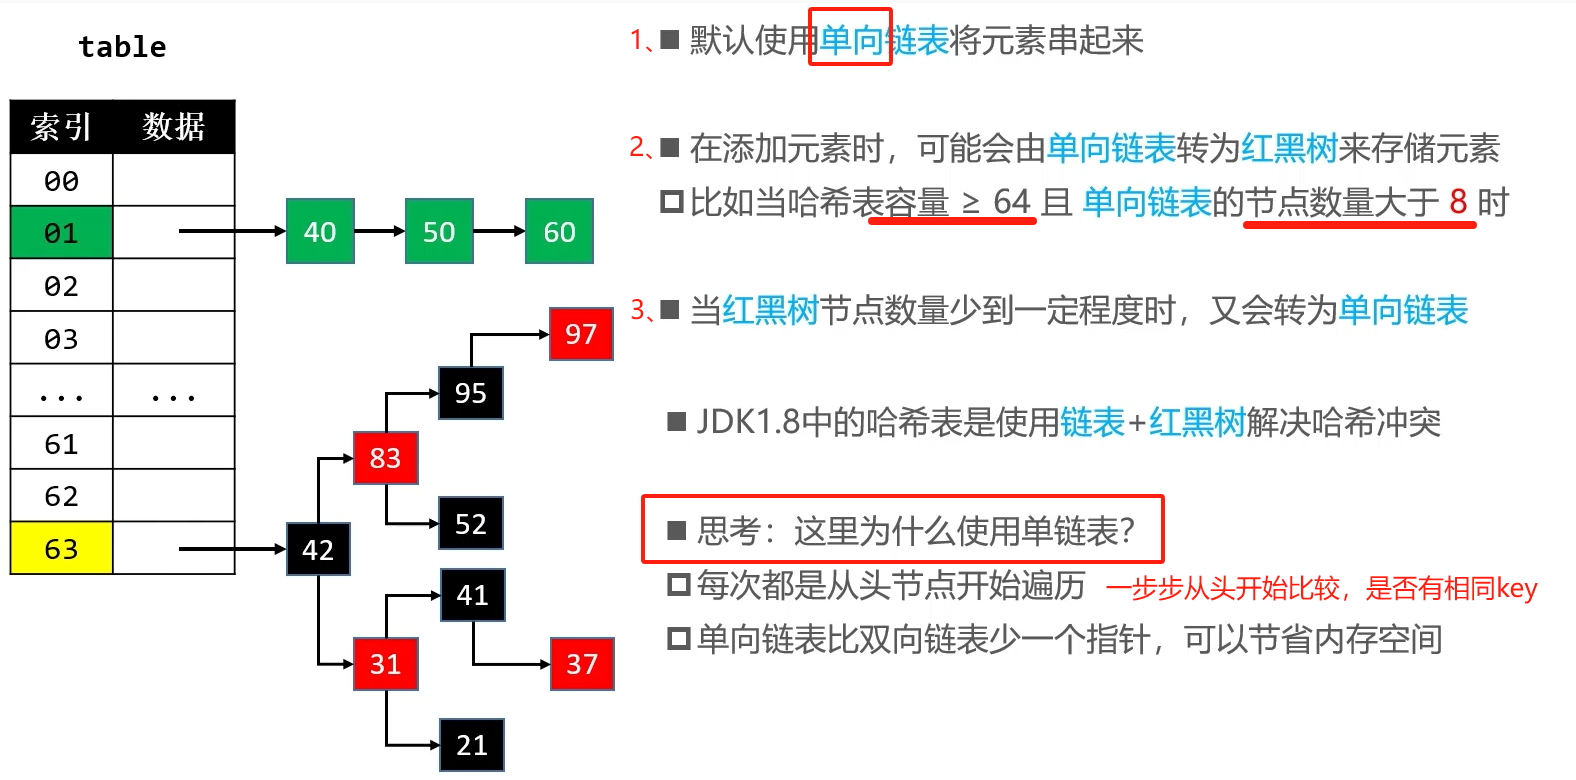 table
索引 数据
00
01
02
03
... ...
61
62
63
40 50 60
97
95
83
52
42
41
31
37
21
1、■ 默认使用单向链表将元素串起来
2、■ 在添加元素时，可能会由单向链表转为红黑树来存储元素
比如当哈希表容量 ≥ 64 且 单向链表的节点数量大于 8 时
3、■ 当红黑树节点数量少到一定程度时，又会转为单向链表
■ JDK1.8中的哈希表是使用链表+红黑树解决哈希冲突
■ 思考：这里为什么使用单链表？
每次都是从头节点开始遍历 一步步从头开始比较，是否有相同key
单向链表比双向链表少一个指针，可以节省内存空间